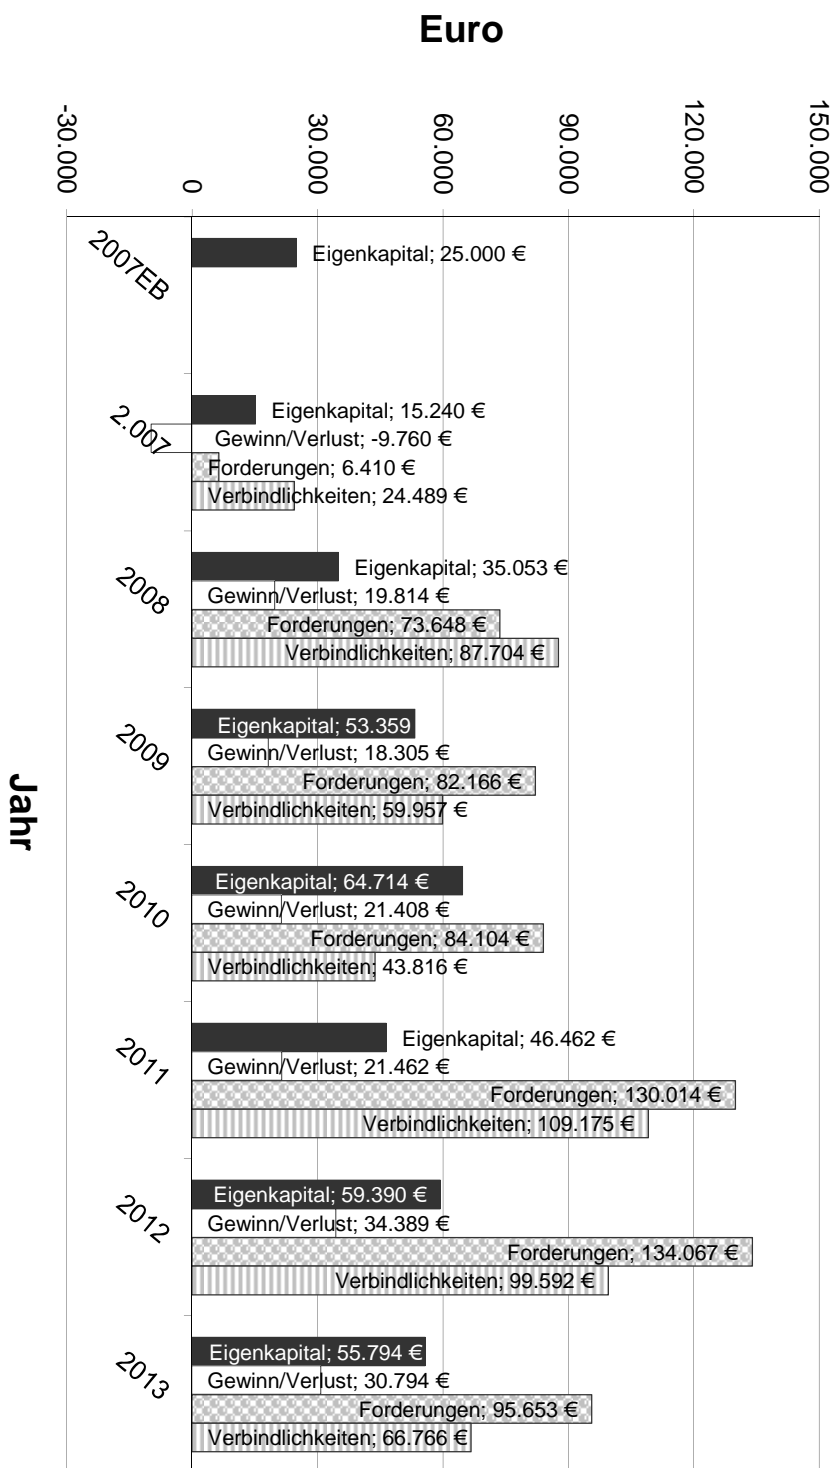 Euro
-30.000
0
30.000
60.000
90.000
120.000
150.000
2007EB
Eigenkapital; 25.000 €
2.007
Eigenkapital; 15.240 €
Gewinn/Verlust; -9.760 €
Forderungen; 6.410 €
Verbindlichkeiten; 24.489 €
2008
Eigenkapital; 35.053 €
Gewinn/Verlust; 19.814 €
Forderungen; 73.648 €
Verbindlichkeiten; 87.704 €
2009
Eigenkapital; 53.359
Gewinn/Verlust; 18.305 €
Forderungen; 82.166 €
Verbindlichkeiten; 59.957 €
2010
Eigenkapital; 64.714 €
Gewinn/Verlust; 21.408 €
Forderungen; 84.104 €
Verbindlichkeiten; 43.816 €
2011
Eigenkapital; 46.462 €
Gewinn/Verlust; 21.462 €
Forderungen; 130.014 €
Verbindlichkeiten; 109.175 €
2012
Eigenkapital; 59.390 €
Gewinn/Verlust; 34.389 €
Forderungen; 134.067 €
Verbindlichkeiten; 99.592 €
2013
Eigenkapital; 55.794 €
Gewinn/Verlust; 30.794 €
Forderungen; 95.653 €
Verbindlichkeiten; 66.766 €
Jahr